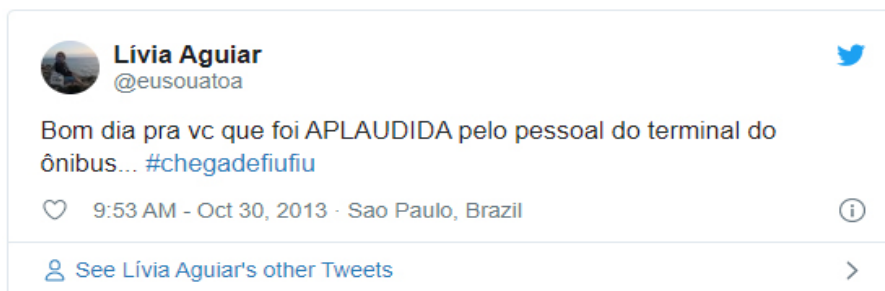 Lívia Aguiar
@eusouatoa
Bom dia pra vc que foi APLAUDIDA pelo pessoal do terminal do
ônibus... #chegadefiufiu
9:53 AM - Oct 30, 2013 · Sao Paulo, Brazil
See Lívia Aguiar's other Tweets